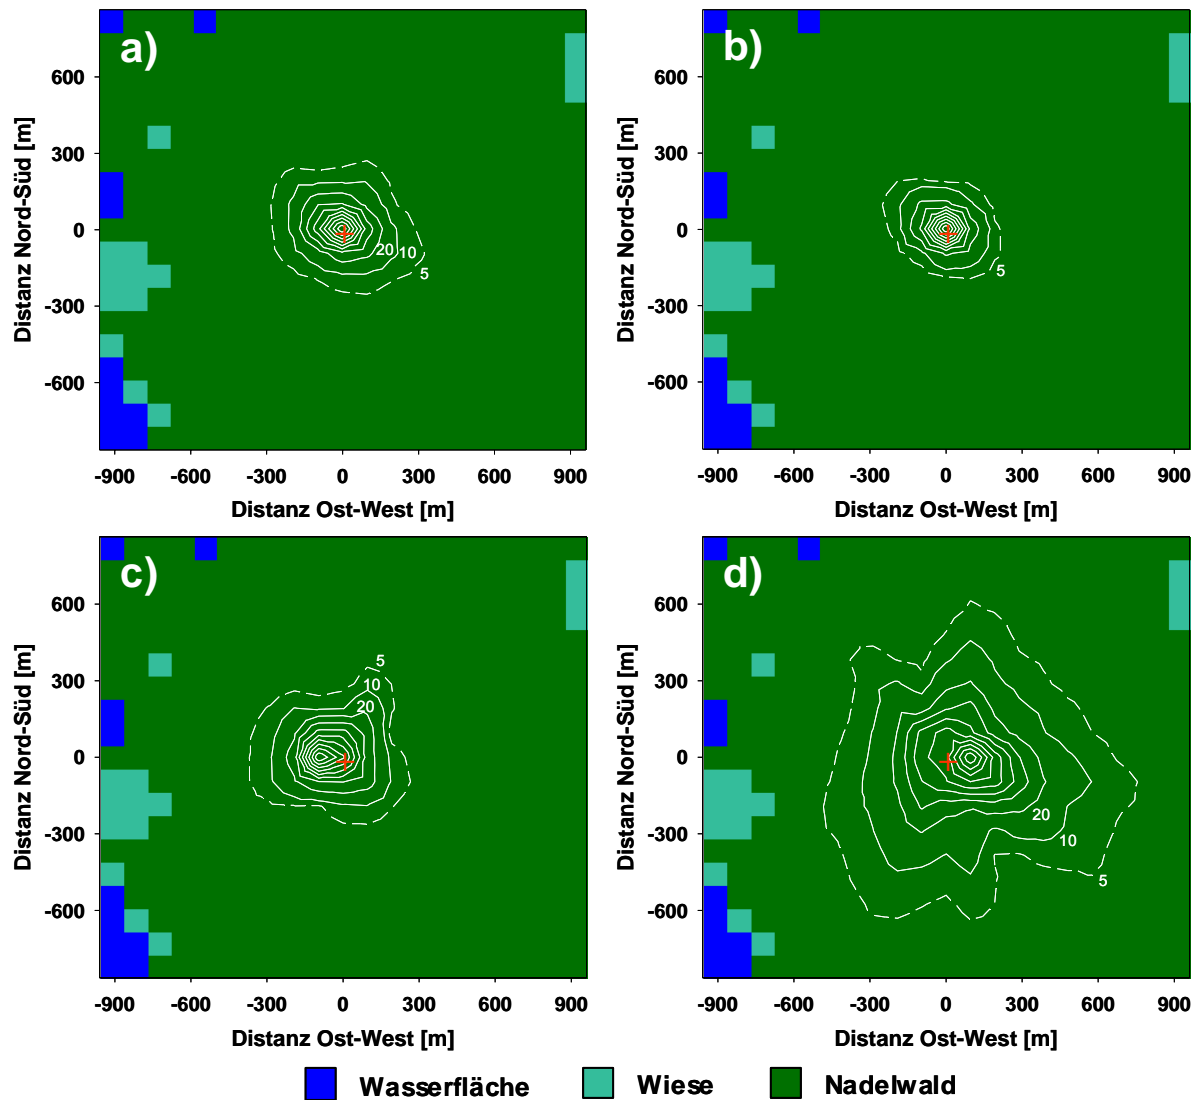 a)
600
300
0
-300
-600
Distanz Nord-Süd [m]
20
10
5
-900 -600 -300 0 300 600 900
Distanz Ost-West [m]
b)
600
300
0
-300
-600
Distanz Nord-Süd [m]
5
-900 -600 -300 0 300 600 900
Distanz Ost-West [m]
c)
600
300
0
-300
-600
Distanz Nord-Süd [m]
5
10
20
-900 -600 -300 0 300 600 900
Distanz Ost-West [m]
d)
600
300
0
-300
-600
Distanz Nord-Süd [m]
20
10
5
-900 -600 -300 0 300 600 900
Distanz Ost-West [m]
Wasserfläche Wiese Nadelwald